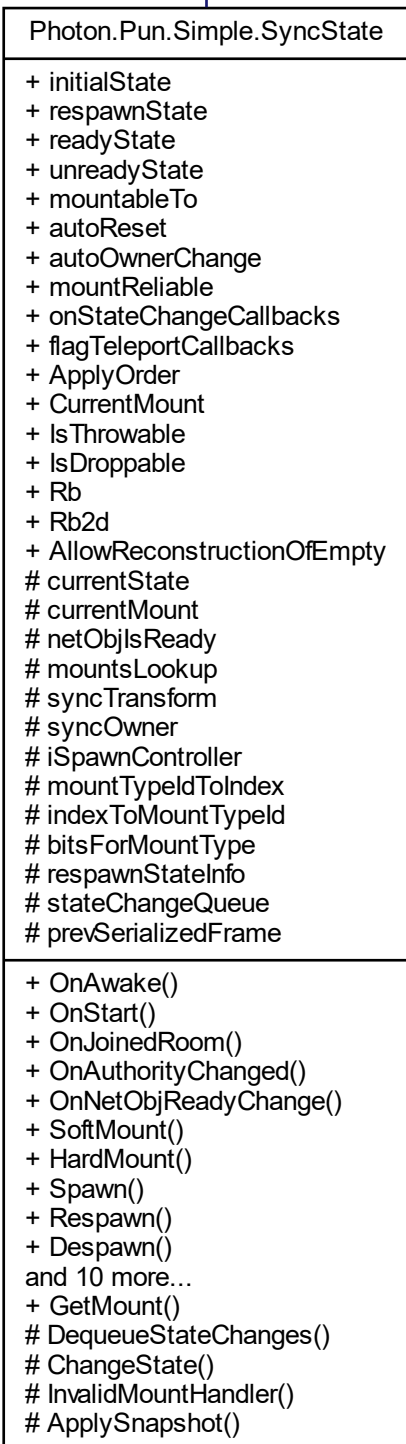 Photon.Pun.Simple.SyncState
+ initialState
+ respawnState
+ readyState
+ unreadyState
+ mountableTo
+ autoReset
+ autoOwnerChange
+ mountReliable
+ onStateChangeCallbacks
+ flagTeleportCallbacks
+ ApplyOrder
+ CurrentMount
+ IsThrowable
+ IsDroppable
+ Rb
+ Rb2d
+ AllowReconstructionOfEmpty
# currentState
# currentMount
# netObjIsReady
# mountsLookup
# syncTransform
# syncOwner
# iSpawnController
# mountTypeIdToIndex
# indexToMountTypeId
# bitsForMountType
# respawnStateInfo
# stateChangeQueue
# prevSerializedFrame
+ OnAwake()
+ OnStart()
+ OnJoinedRoom()
+ OnAuthorityChanged()
+ OnNetObjReadyChange()
+ SoftMount()
+ HardMount()
+ Spawn()
+ Respawn()
+ Despawn()
and 10 more...
+ GetMount()
# DequeueStateChanges()
# ChangeState()
# InvalidMountHandler()
# ApplySnapshot()